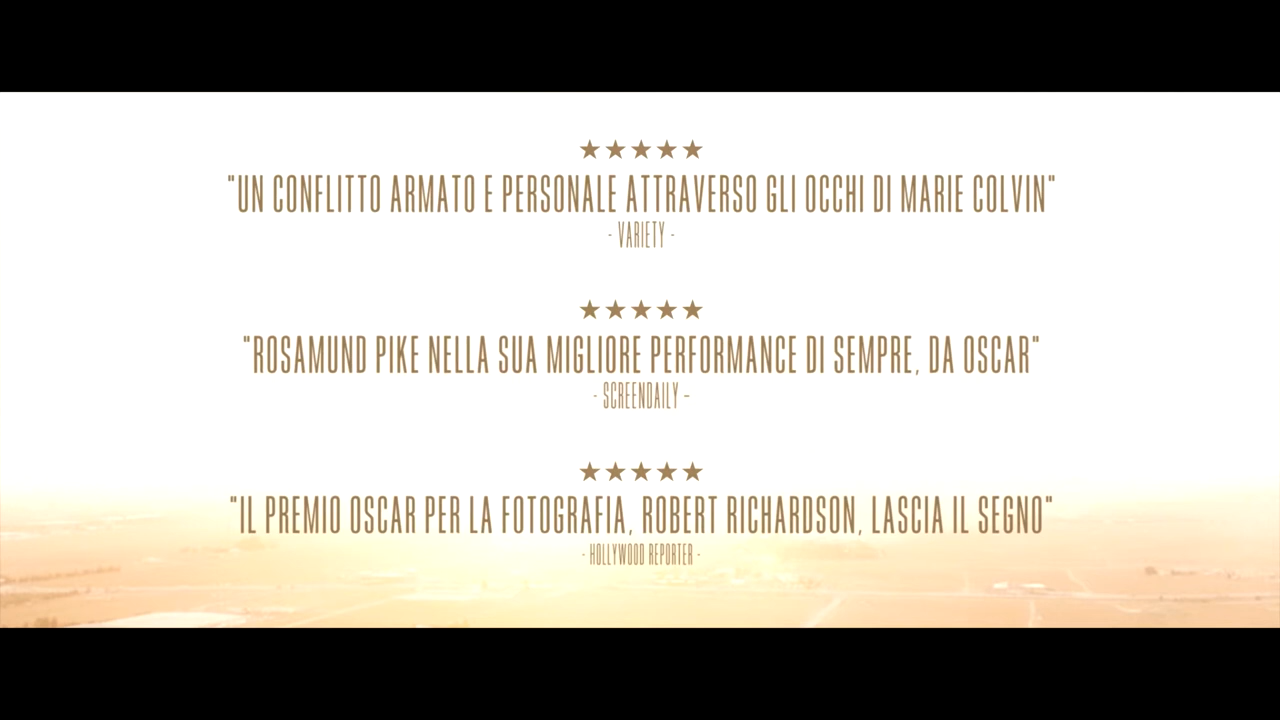 ★★★★★
"UN CONFLITTO ARMATO E PERSONALE ATTRAVERSO GLI OCCHI DI MARIE COLVIN"
- VARIETY -
★★★★★
"ROSAMUND PIKE NELLA SUA MIGLIORE PERFORMANCE DI SEMPRE, DA OSCAR"
- SCREENDAILY –
★★★★★
"IL PREMIO OSCAR PER LA FOTOGRAFIA, ROBERT RICHARDSON, LASCIA IL SEGNO"
- HOLLYWOOD REPORTER -